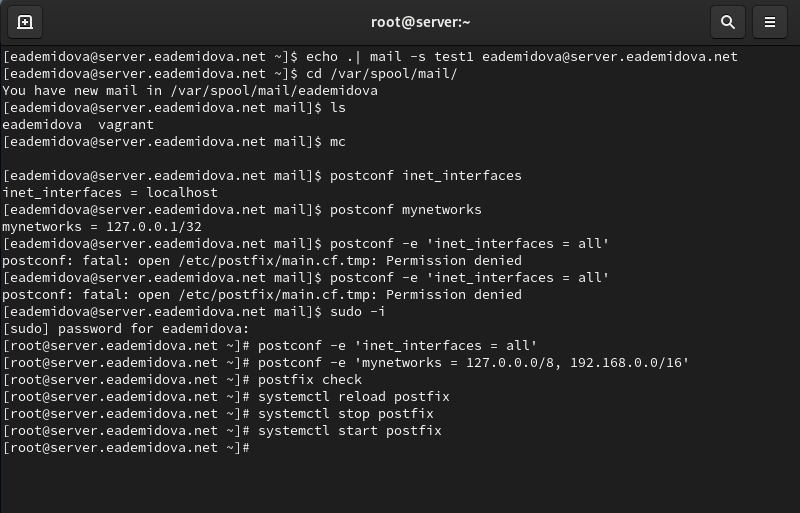 root@server:~
[eademidova@server.eademidova.net ~]$ echo .| mail -s test1 eademidova@server.eademidova.net
[eademidova@server.eademidova.net ~]$ cd /var/spool/mail/
You have new mail in /var/spool/mail/eademidova
[eademidova@server.eademidova.net mail]$ ls
eademidova  vagrant
[eademidova@server.eademidova.net mail]$ mc
[eademidova@server.eademidova.net mail]$ postconf inet_interfaces
inet_interfaces = localhost
[eademidova@server.eademidova.net mail]$ postconf mynetworks
mynetworks = 127.0.0.1/32
[eademidova@server.eademidova.net mail]$ postconf -e 'inet_interfaces = all'
postconf: fatal: open /etc/postfix/main.cf.tmp: Permission denied
[eademidova@server.eademidova.net mail]$ postconf -e 'inet_interfaces = all'
postconf: fatal: open /etc/postfix/main.cf.tmp: Permission denied
[eademidova@server.eademidova.net mail]$ sudo -i
[sudo] password for eademidova:
[root@server.eademidova.net ~]# postconf -e 'inet_interfaces = all'
[root@server.eademidova.net ~]# postconf -e 'mynetworks = 127.0.0.0/8, 192.168.0.0/16'
[root@server.eademidova.net ~]# postfix check
[root@server.eademidova.net ~]# systemctl reload postfix
[root@server.eademidova.net ~]# systemctl stop postfix
[root@server.eademidova.net ~]# systemctl start postfix
[root@server.eademidova.net ~]#